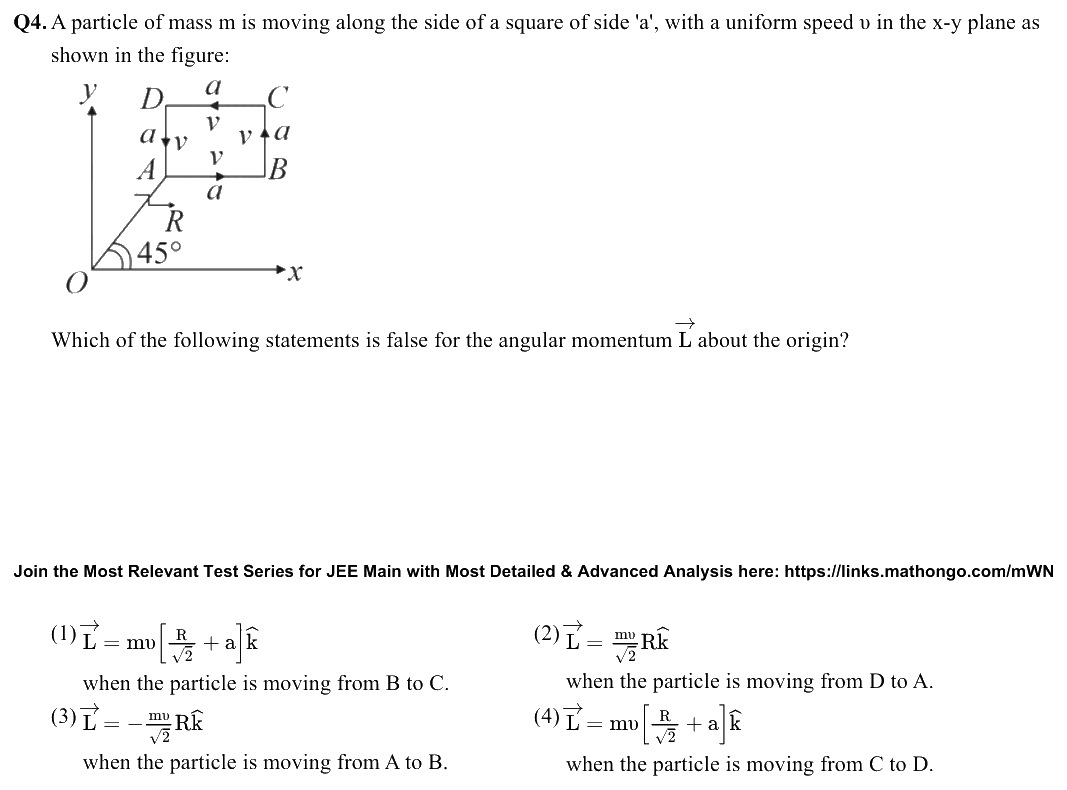 Q4. A particle of mass m is moving along the side of a square of side 'a', with a uniform speed υ in the x-y plane as
shown in the figure:
y D a C
a v v v a
A v B
a
R
45°
O x
Which of the following statements is false for the angular momentum L⃗ about the origin?
Join the Most Relevant Test Series for JEE Main with Most Detailed & Advanced Analysis here: https://links.mathongo.com/mWN
(1) L⃗ = mυ[R/√2 + a]k̂
when the particle is moving from B to C.
(2) L⃗ = mυ/√2 Rk̂
when the particle is moving from D to A.
(3) L⃗ = −mυ/√2 Rk̂
when the particle is moving from A to B.
(4) L⃗ = mυ[R/√2 + a]k̂
when the particle is moving from C to D.